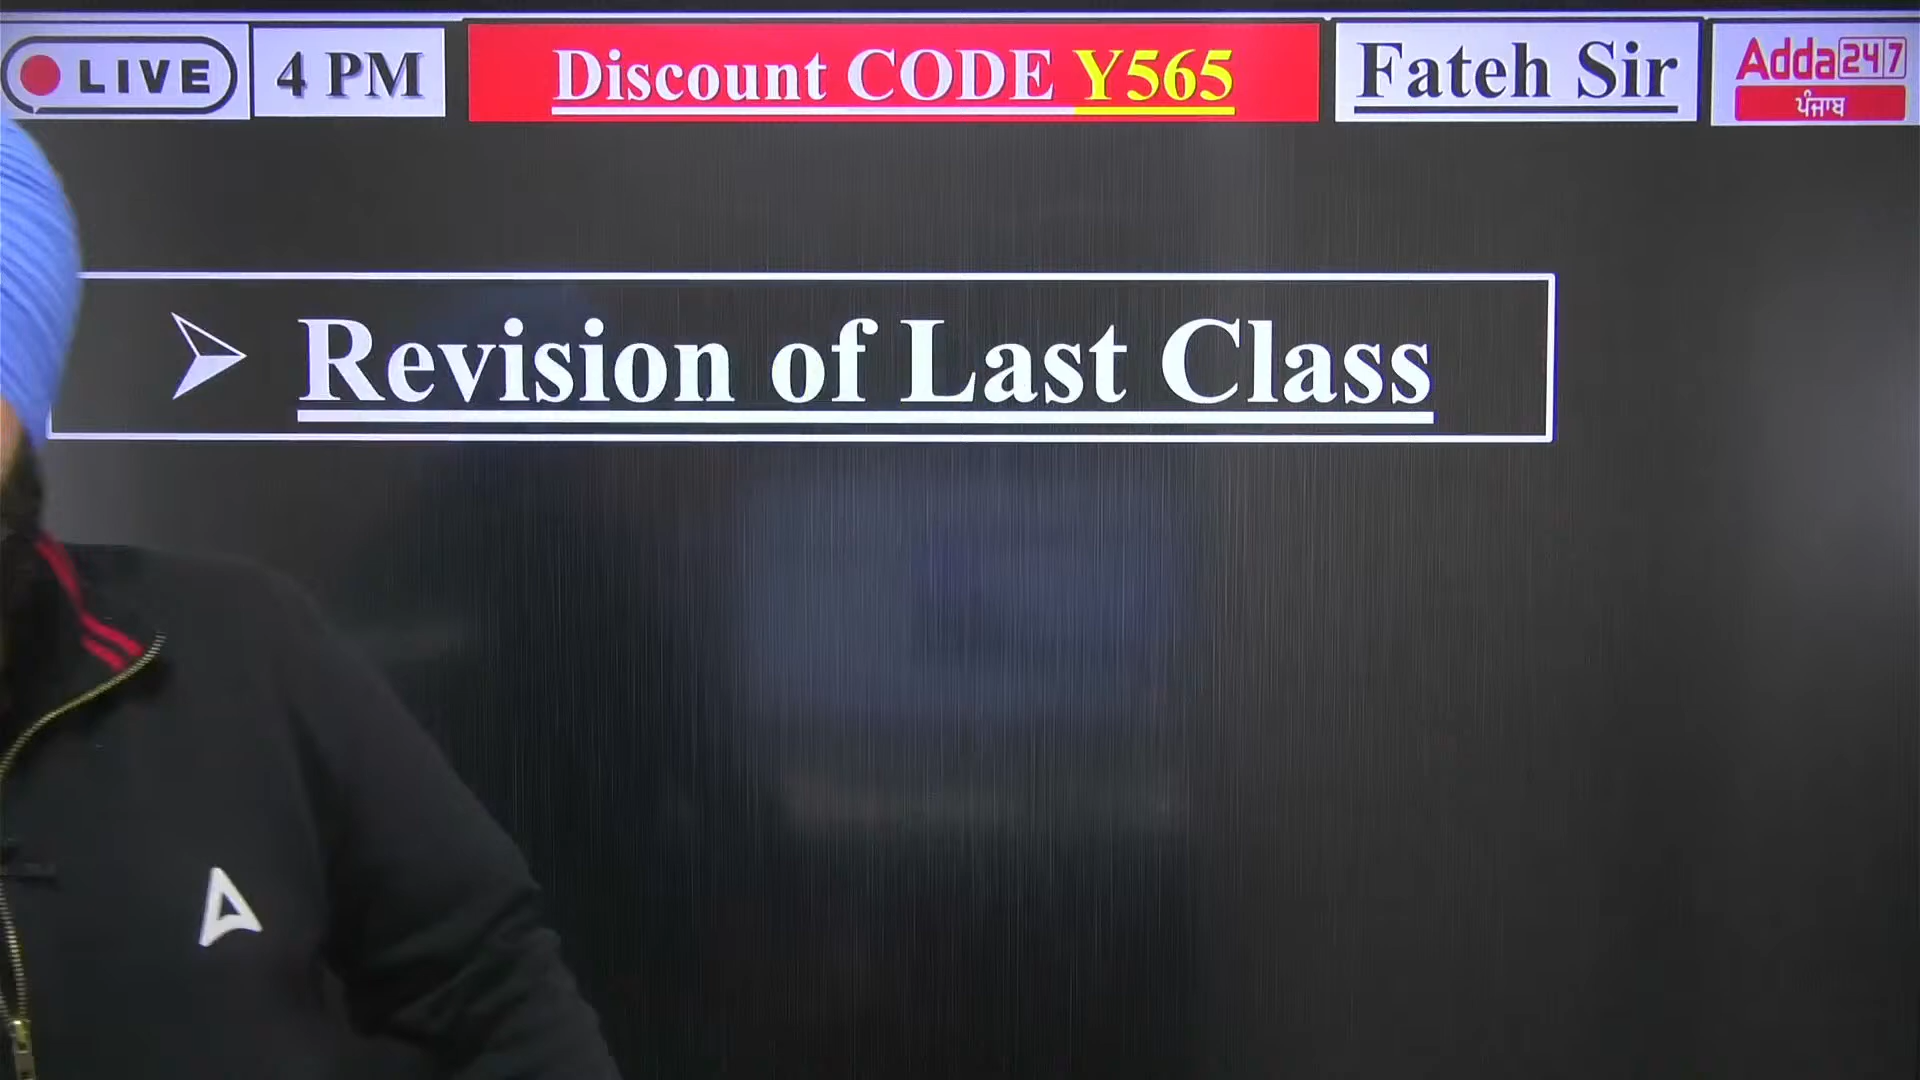 LIVE
4 PM
Discount CODE Y565
Fateh Sir
Adda247
ਪੰਜਾਬ
➢ Revision of Last Class